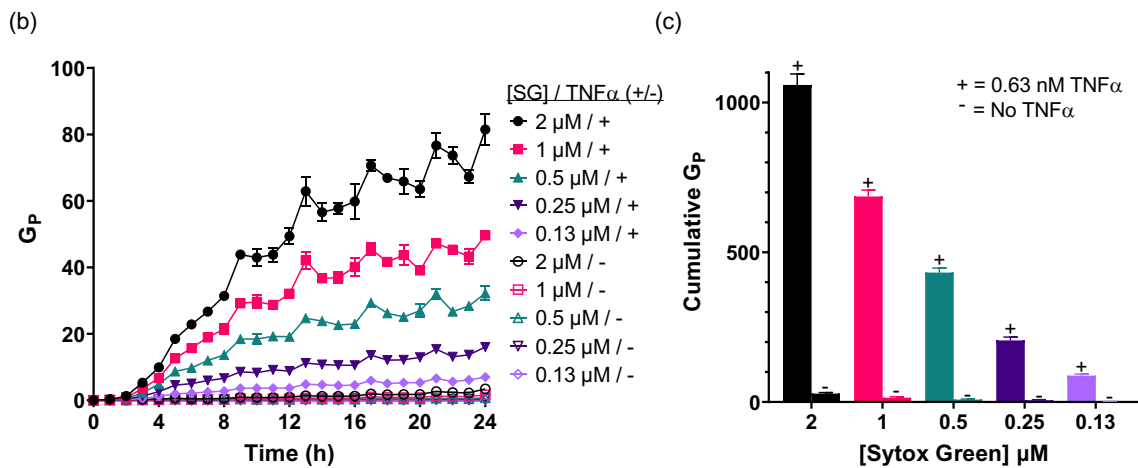 (b)
100
80
60
40
20
0
G_P
0 4 8 12 16 20 24
Time (h)
[SG] / TNFα (+/-)
2 µM / +
1 µM / +
0.5 µM / +
0.25 µM / +
0.13 µM / +
2 µM / -
1 µM / -
0.5 µM / -
0.25 µM / -
0.13 µM / -
(c)
+ = 0.63 nM TNFα
- = No TNFα
1000
500
0
Cumulative G_P
+ - + - + - + - + -
2 1 0.5 0.25 0.13
[Sytox Green] µM